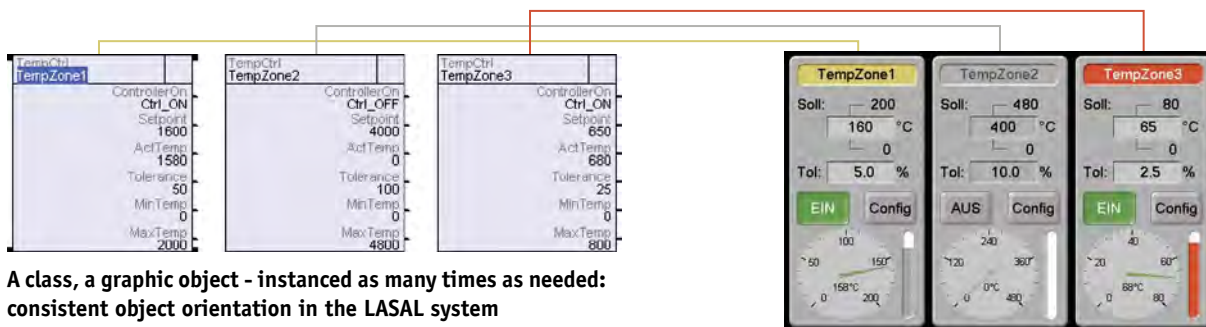 TempCtrl
TempZone1
ControllerOn
Ctrl_ON
Setpoint
1600
ActTemp
1580
Tolerance
50
MinTemp
0
MaxTemp
2000
TempCtrl
TempZone2
ControllerOn
Ctrl_OFF
Setpoint
4000
ActTemp
0
Tolerance
100
MinTemp
0
MaxTemp
4800
TempCtrl
TempZone3
ControllerOn
Ctrl_ON
Setpoint
650
ActTemp
680
Tolerance
25
MinTemp
0
MaxTemp
800
A class, a graphic object - instanced as many times as needed:
consistent object orientation in the LASAL system
TempZone1
Soll: 200
160 °C
0
Tol: 5.0 %
EIN Config
100
50 150
158°C
0 200
TempZone2
Soll: 480
400 °C
0
Tol: 10.0 %
AUS Config
240
120 360
0°C
0 480
TempZone3
Soll: 80
65 °C
0
Tol: 2.5 %
EIN Config
40
20 60
68°C
0 80